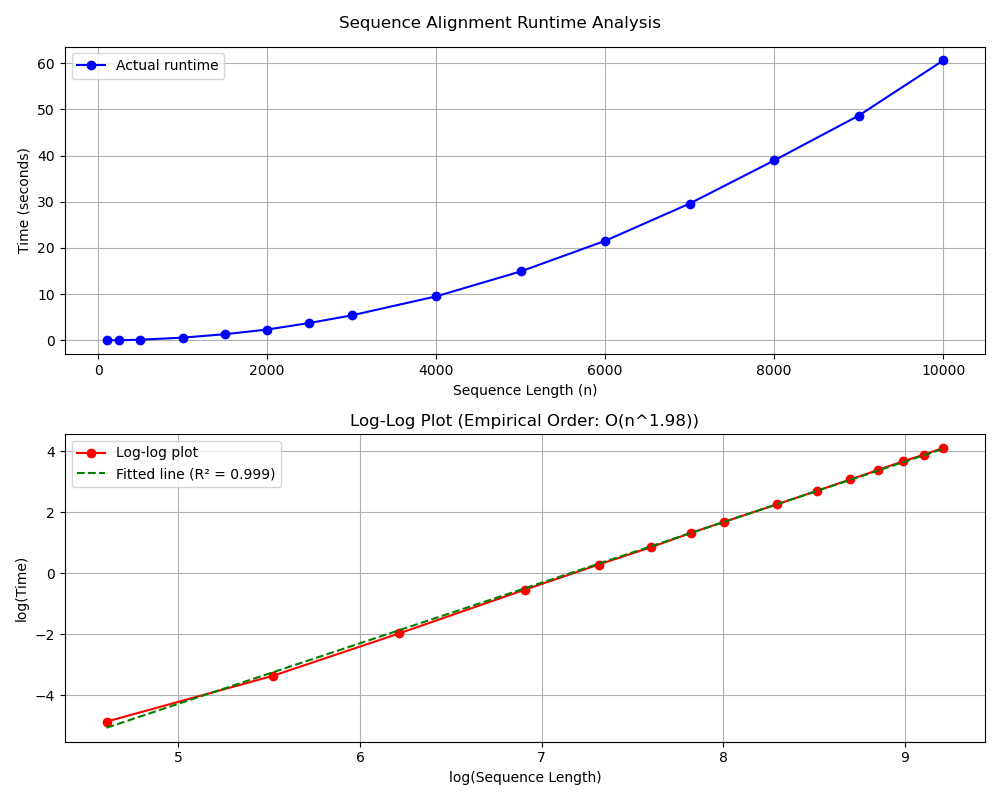 Sequence Alignment Runtime Analysis
Actual runtime
60
50
40
30
20
10
0
Time (seconds)
0 2000 4000 6000 8000 10000
Sequence Length (n)
Log-Log Plot (Empirical Order: O(n^1.98))
Log-log plot
Fitted line (R² = 0.999)
4
2
0
−2
−4
log(Time)
5 6 7 8 9
log(Sequence Length)